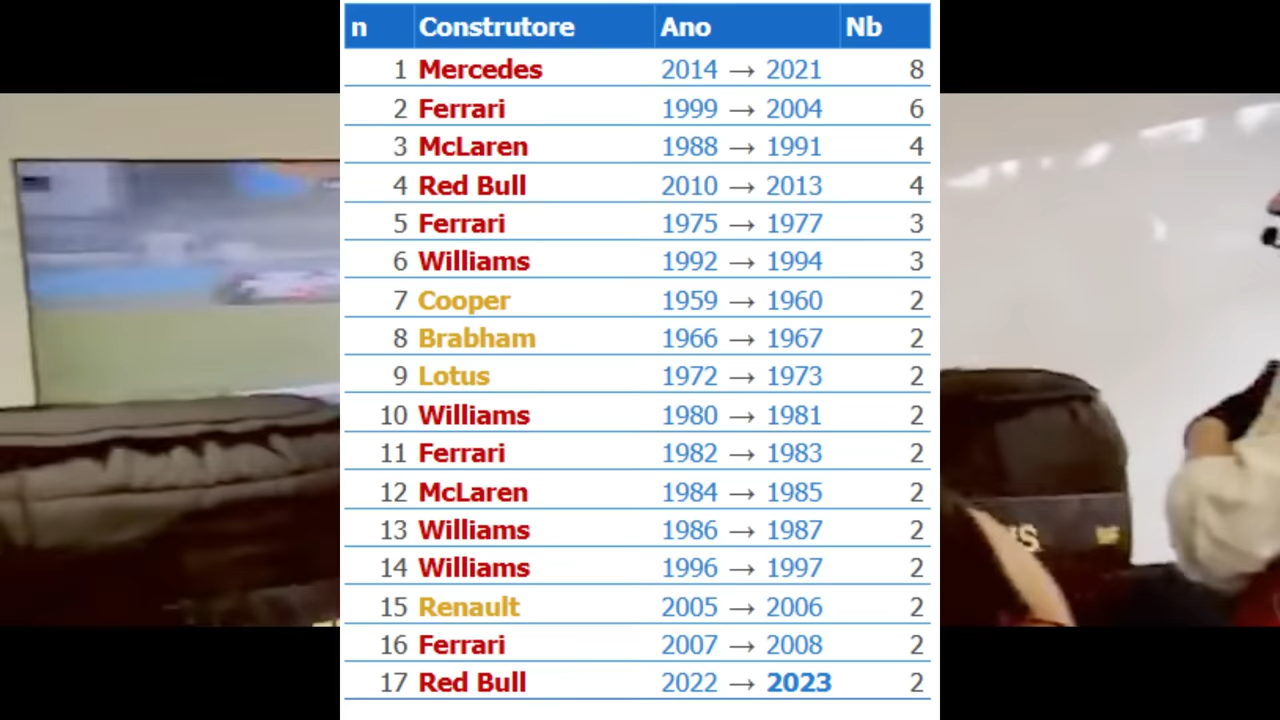 n Construtore Ano Nb
1 Mercedes 2014 → 2021 8
2 Ferrari 1999 → 2004 6
3 McLaren 1988 → 1991 4
4 Red Bull 2010 → 2013 4
5 Ferrari 1975 → 1977 3
6 Williams 1992 → 1994 3
7 Cooper 1959 → 1960 2
8 Brabham 1966 → 1967 2
9 Lotus 1972 → 1973 2
10 Williams 1980 → 1981 2
11 Ferrari 1982 → 1983 2
12 McLaren 1984 → 1985 2
13 Williams 1986 → 1987 2
14 Williams 1996 → 1997 2
15 Renault 2005 → 2006 2
16 Ferrari 2007 → 2008 2
17 Red Bull 2022 → 2023 2